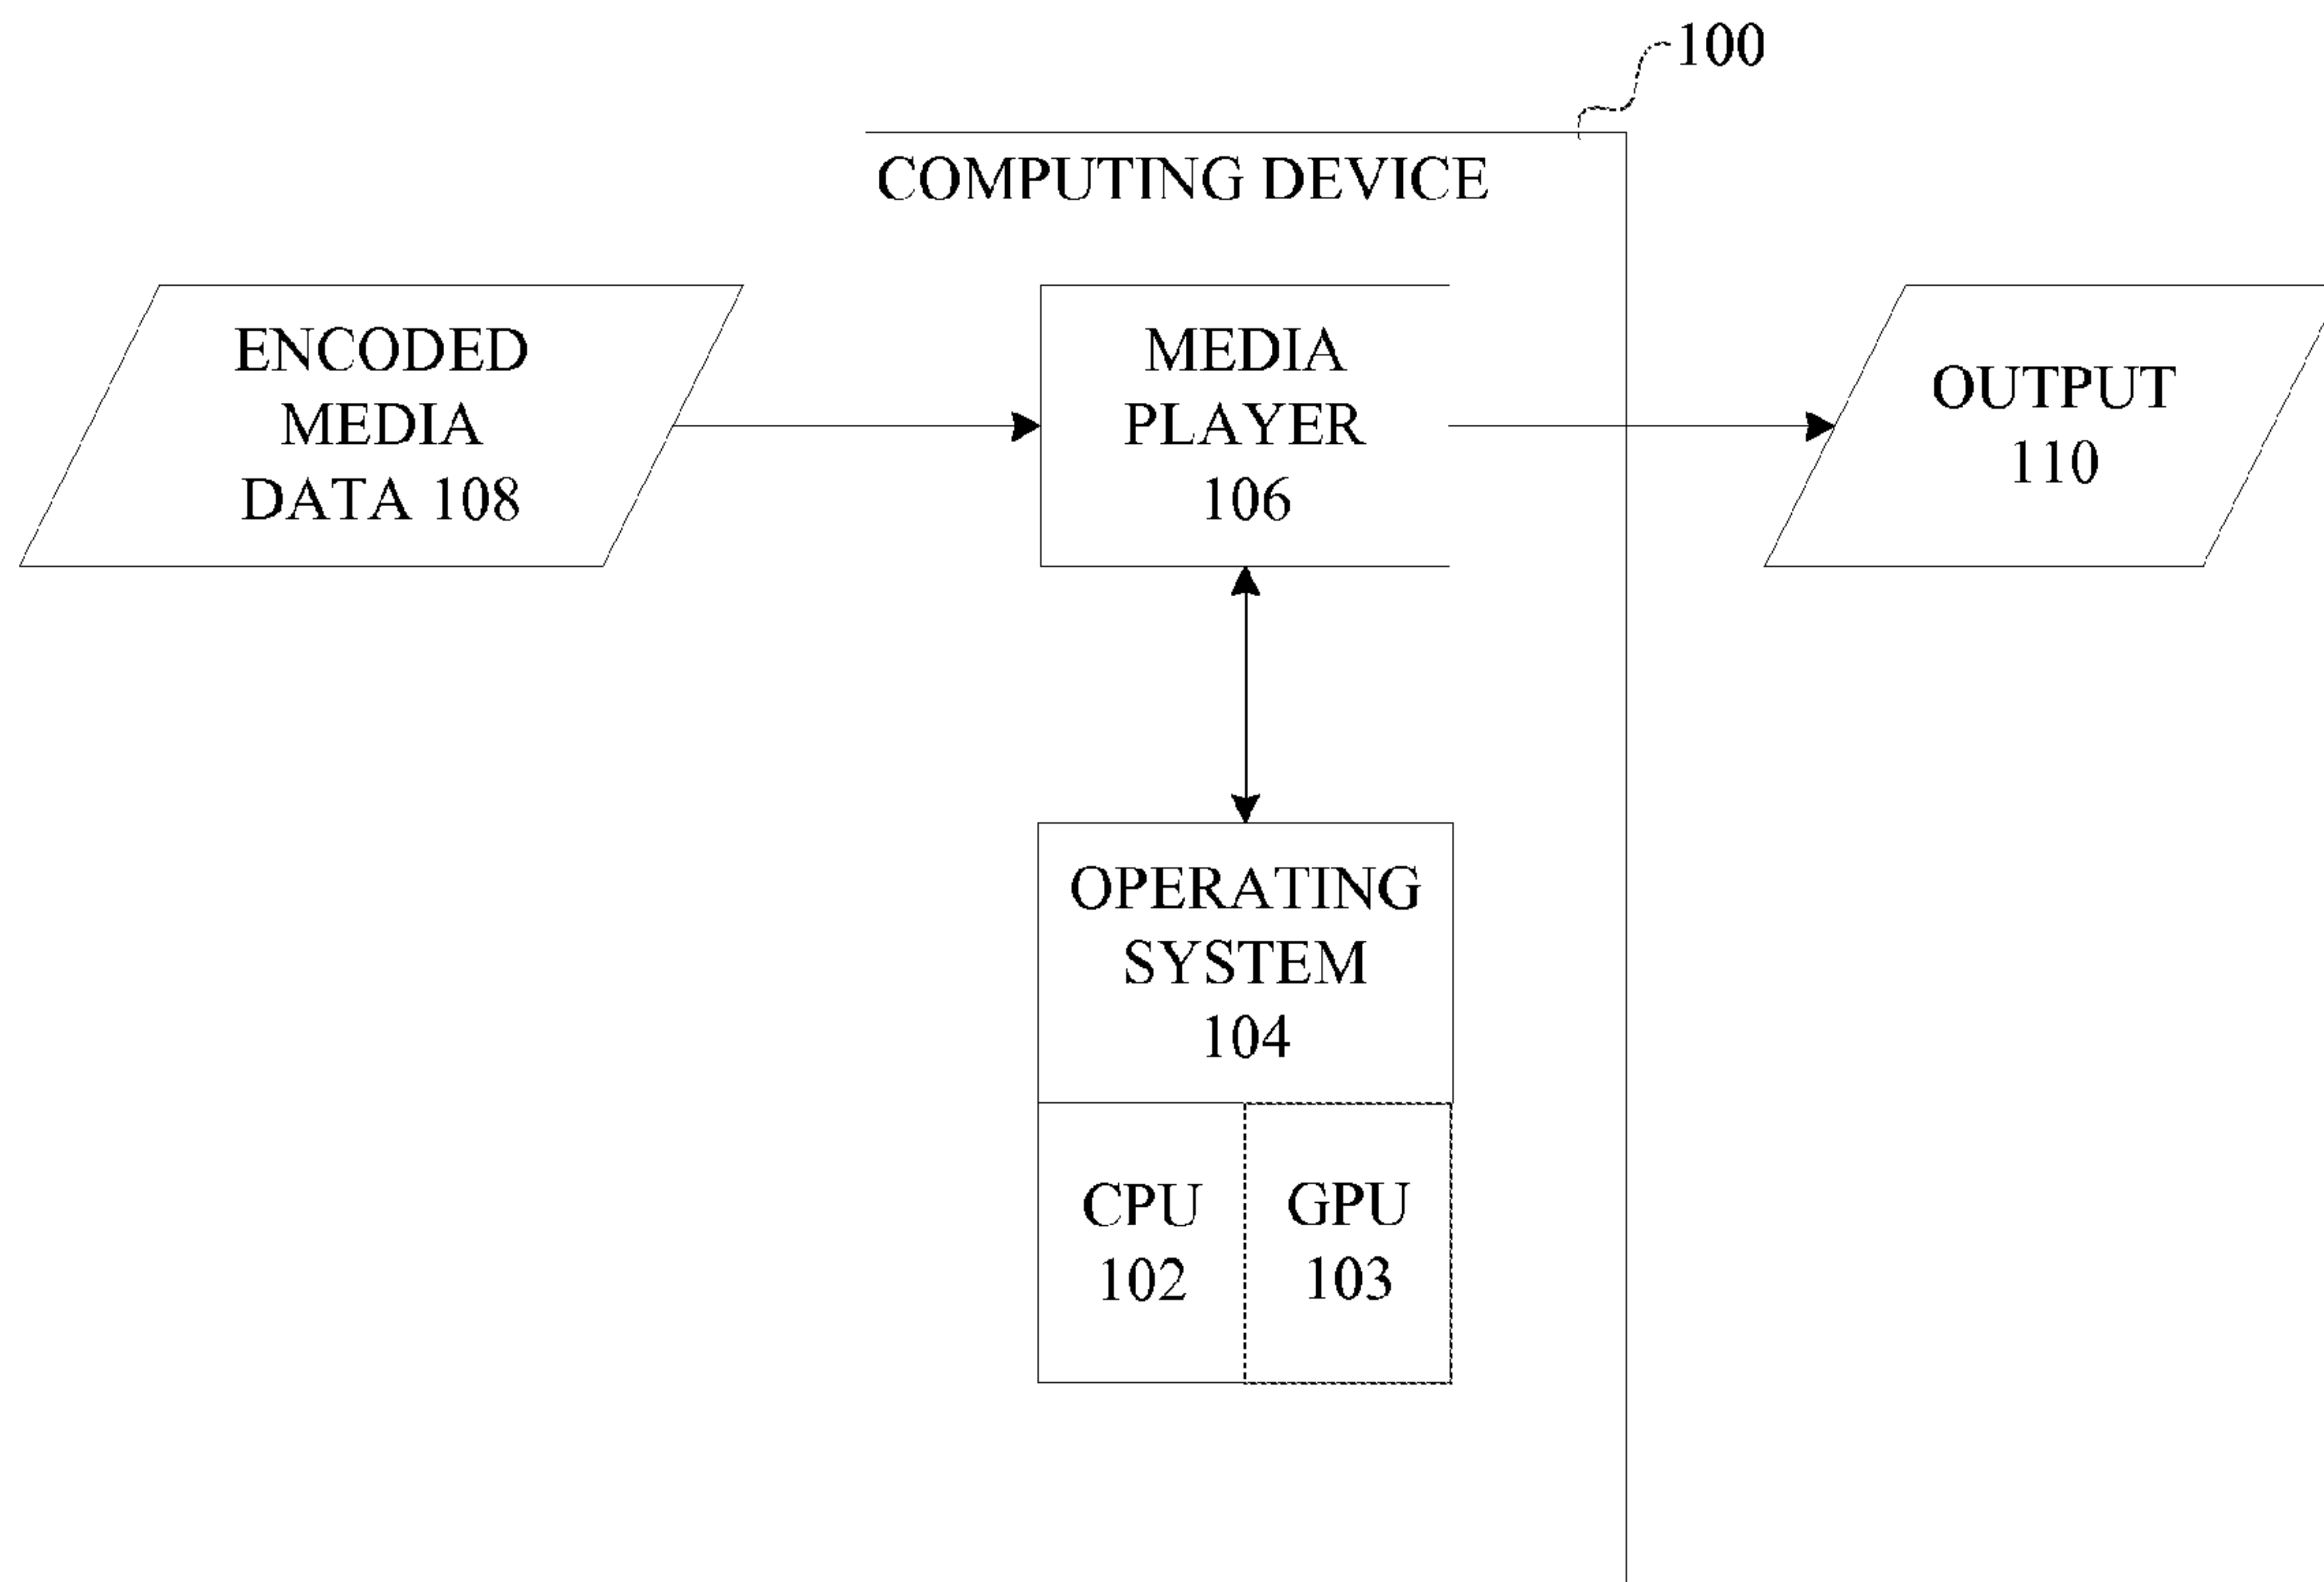 100
COMPUTING DEVICE
ENCODED
MEDIA
DATA 108
MEDIA
PLAYER
106
OUTPUT
110
OPERATING
SYSTEM
104
CPU
102
GPU
103